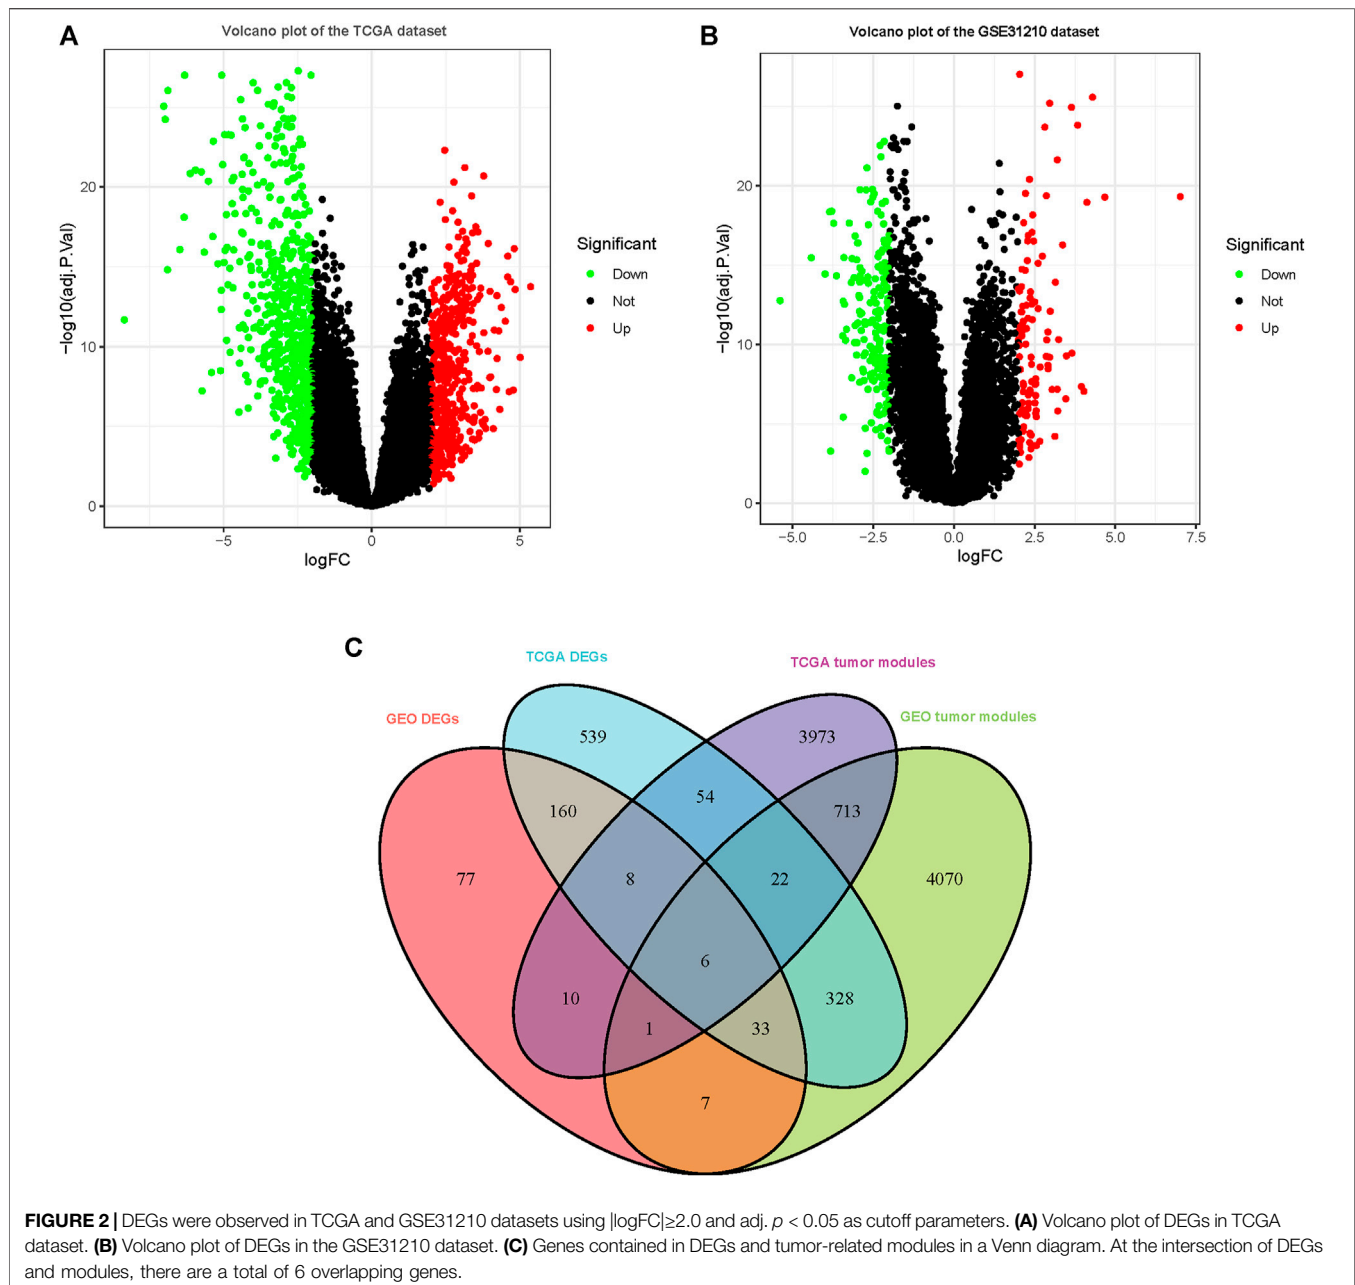 A
Volcano plot of the TCGA dataset
−log10(adj.P.Val)
20
10
0
−5
0
5
logFC
Significant
Down
Not
Up
B
Volcano plot of the GSE31210 dataset
−log10(adj.P.Val)
20
10
0
−5.0
−2.5
0.0
2.5
5.0
7.5
logFC
Significant
Down
Not
Up
C
TCGA DEGs
TCGA tumor modules
GEO DEGs
GEO tumor modules
539
3973
54
160
713
77
8
22
4070
6
10
328
1
33
7
FIGURE 2 | DEGs were observed in TCGA and GSE31210 datasets using |logFC|≥2.0 and adj. p < 0.05 as cutoff parameters. (A) Volcano plot of DEGs in TCGA
dataset. (B) Volcano plot of DEGs in the GSE31210 dataset. (C) Genes contained in DEGs and tumor-related modules in a Venn diagram. At the intersection of DEGs
and modules, there are a total of 6 overlapping genes.